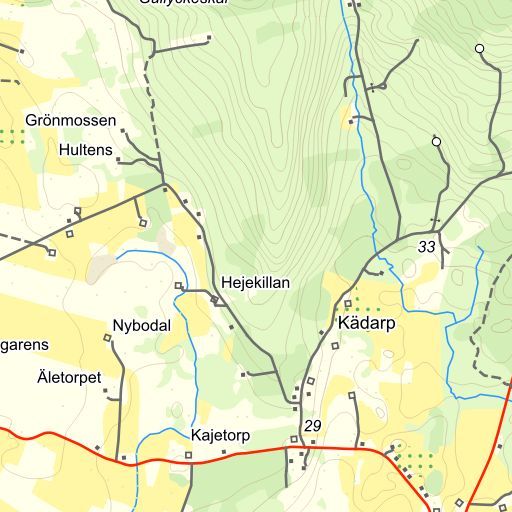 Grönmossen
Hultens
33
Hejekillan
Kädarp
Nybodal
garens
Äletorpet
29
Kajetorp